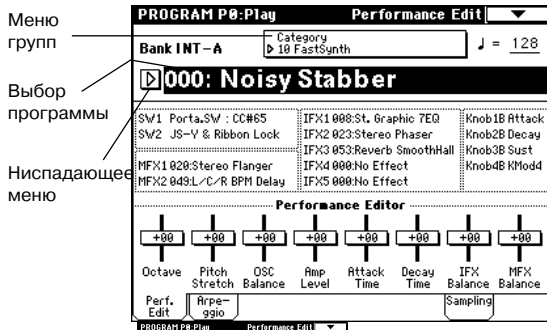 Меню
групп
Выбор
программы
Ниспадающее
меню
PROGRAM P0:Play Performance Edit
Bank INT-A
Category
10 FastSynth
♩ = 128
000: Noisy Stabber
SW1 Porta.SW : CC#65
SW2 JS-Y & Ribbon Lock
MFX1 020:Stereo Flanger
MFX2 049:L/C/R BPM Delay
IFX1 008:St. Graphic 7EQ
IFX2 023:Stereo Phaser
IFX3 053:Reverb SmoothHall
IFX4 000:No Effect
IFX5 000:No Effect
Knob1B Attack
Knob2B Decay
Knob3B Sust
Knob4B KMod4
Performance Editor
+00 +00 +00 +00 +00 +00 +00 +00
Octave Pitch Stretch OSC Balance Amp Level Attack Time Decay Time IFX Balance MFX Balance
Perf. Edit Arpe-ggio Sampling
PROGRAM P0:Play Performance Edit